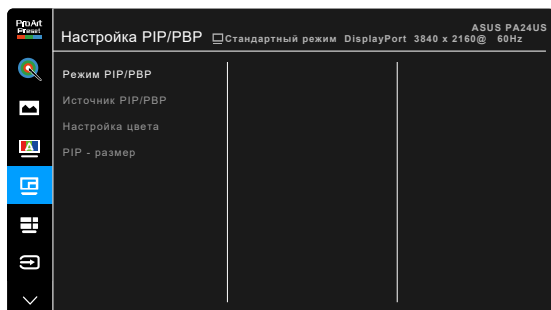 ProArt
Preset
ASUS PA24US
Настройка PIP/PBP
Стандартный режим DisplayPort 3840 x 2160@ 60Hz
Режим PIP/PBP
Источник PIP/PBP
Настройка цвета
PIP - размер
A